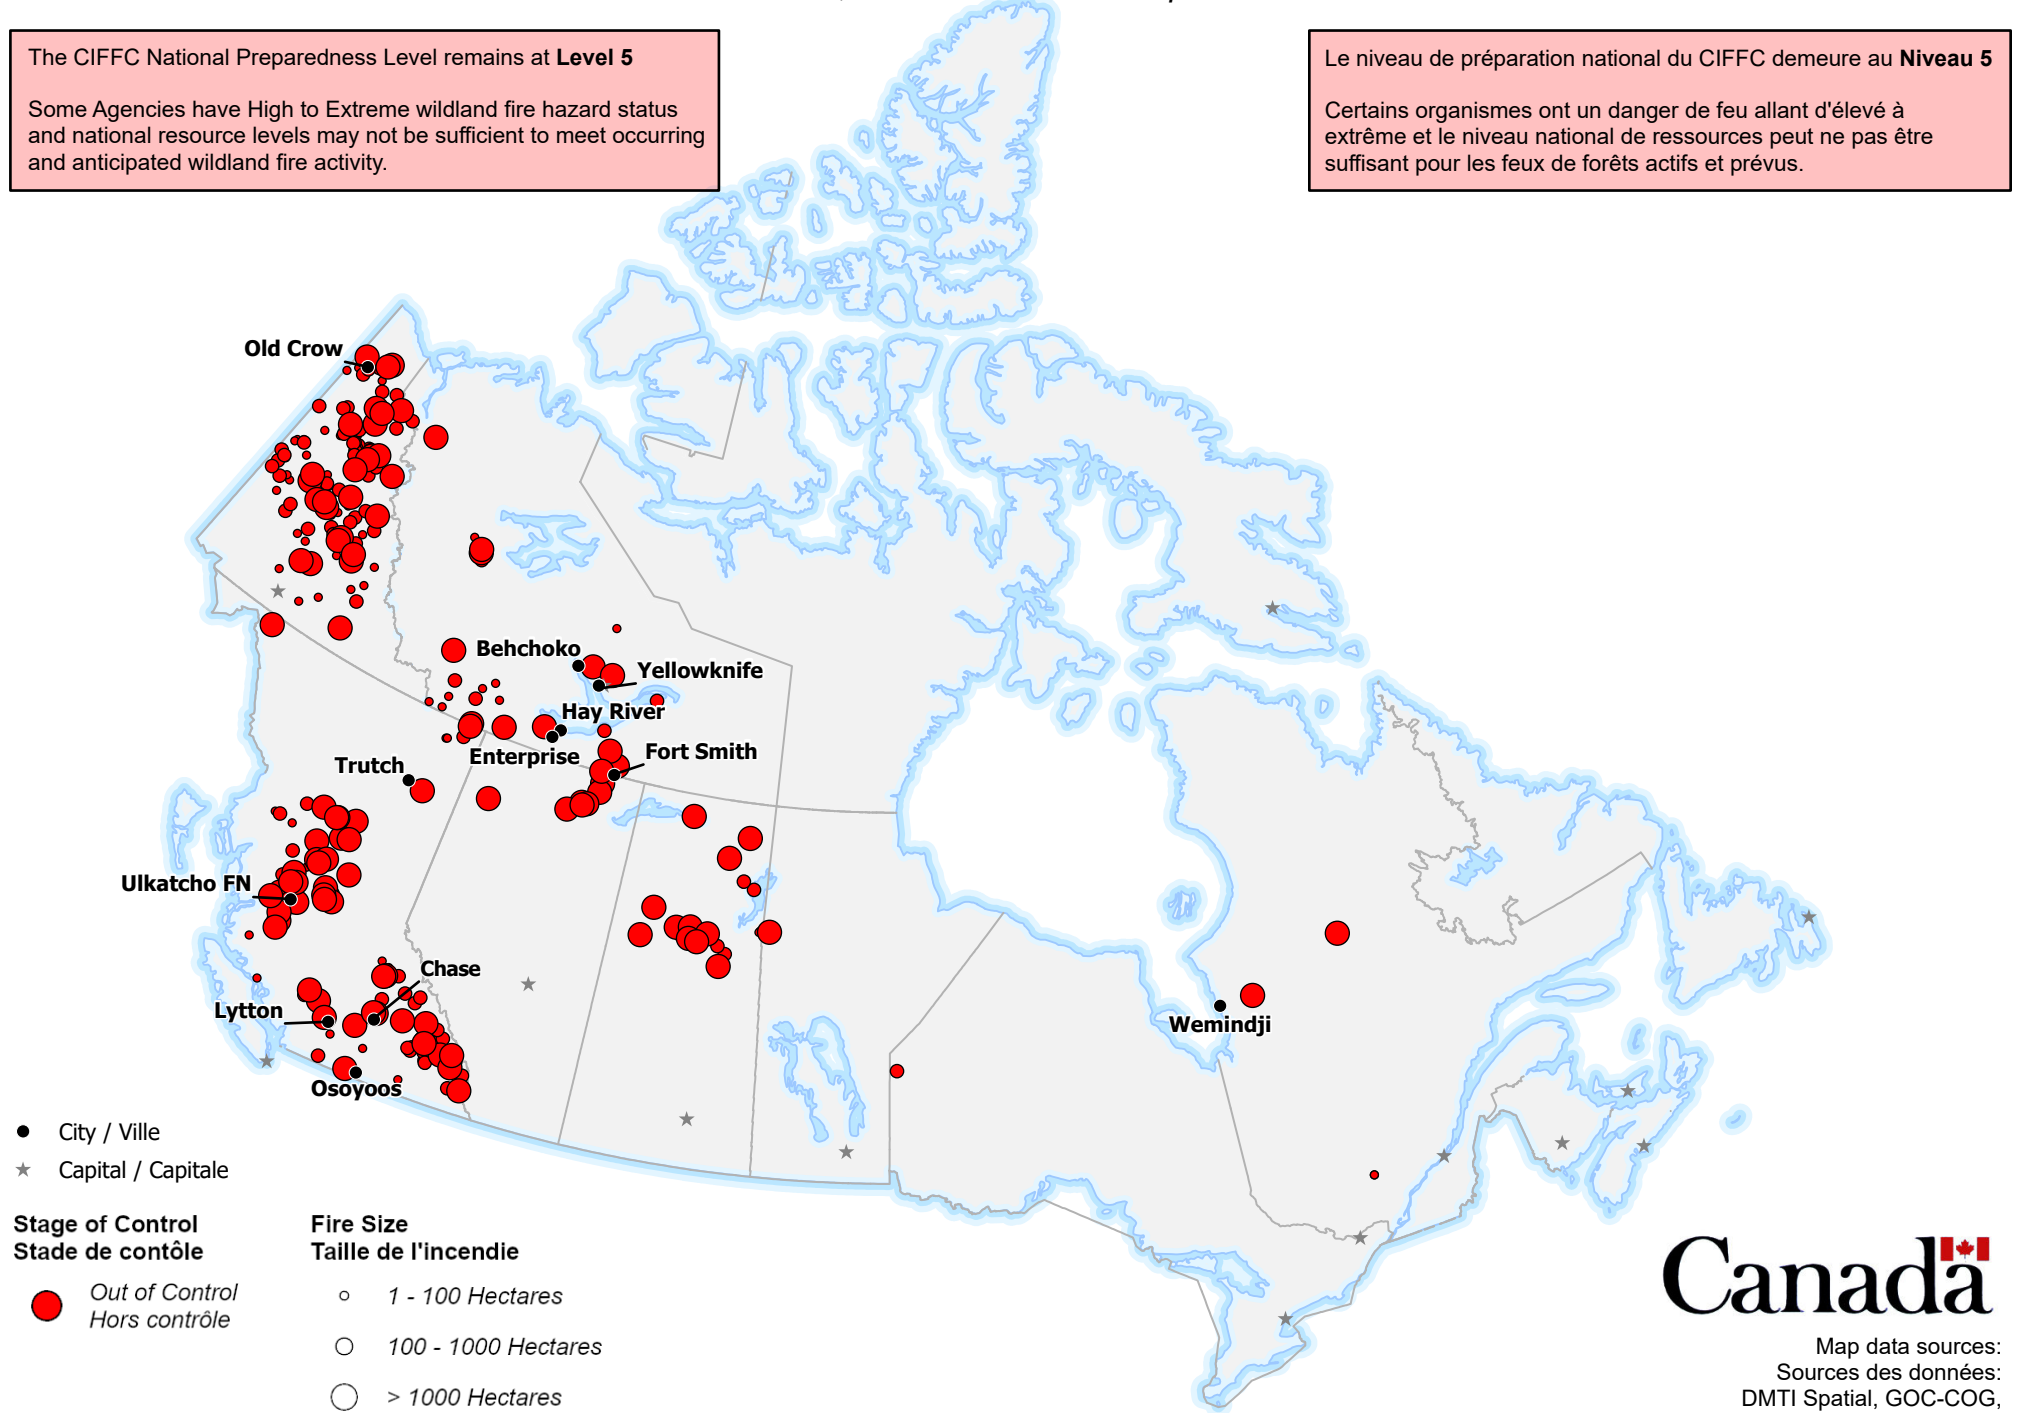 The CIFFC National Preparedness Level remains at Level 5
Some Agencies have High to Extreme wildland fire hazard status
and national resource levels may not be sufficient to meet occurring
and anticipated wildland fire activity.
Le niveau de préparation national du CIFFC demeure au Niveau 5
Certains organismes ont un danger de feu allant d'élevé à
extrême et le niveau national de ressources peut ne pas être
suffisant pour les feux de forêts actifs et prévus.
Old Crow
Behchoko
Yellowknife
Hay River
Enterprise
Fort Smith
Trutch
Ulkatcho FN
Chase
Lytton
Osoyoos
Wemindji
City / Ville
Capital / Capitale
Stage of Control
Stade de contôle
Out of Control
Hors contrôle
Fire Size
Taille de l'incendie
1 - 100 Hectares
100 - 1000 Hectares
> 1000 Hectares
Canada
Map data sources:
Sources des données:
DMTI Spatial, GOC-COG,